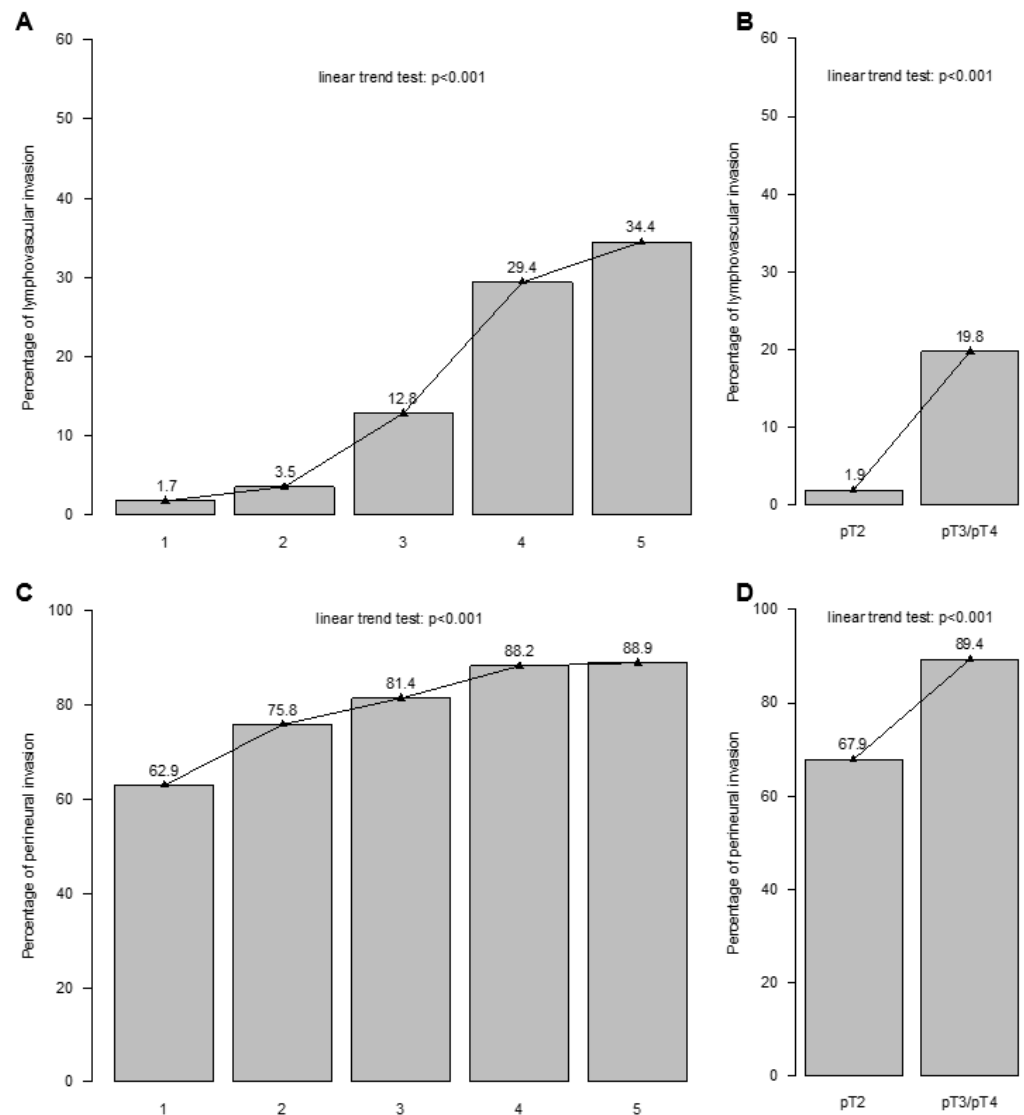 A
linear trend test: p<0.001
Percentage of lymphovascular invasion
60
50
40
30
20
10
0
1.7
3.5
12.8
29.4
34.4
1 2 3 4 5
B
linear trend test: p<0.001
Percentage of lymphovascular invasion
60
50
40
30
20
10
0
1.9
19.8
pT2 pT3/pT4
C
linear trend test: p<0.001
Percentage of perineural invasion
100
80
60
40
20
0
62.9
75.8
81.4
88.2
88.9
1 2 3 4 5
D
linear trend test: p<0.001
Percentage of perineural invasion
100
80
60
40
20
0
67.9
89.4
pT2 pT3/pT4